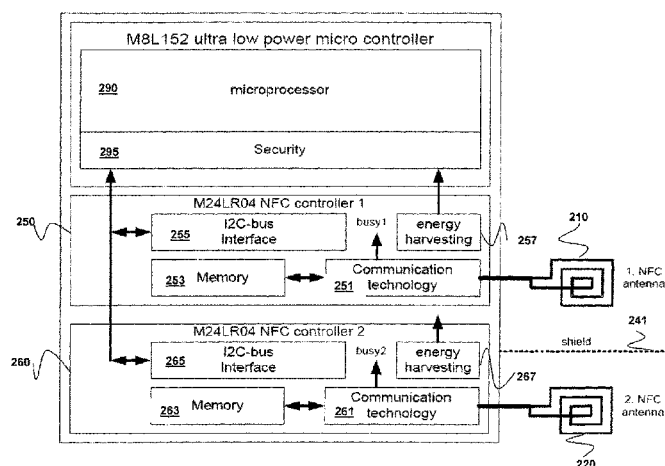 M8L152 ultra low power micro controller
290
microprocessor
295
Security
M24LR04 NFC controller 1
250
255
I2C-bus
Interface
busy1
energy
harvesting
257
210
253
Memory
251
Communication
technology
1. NFC
antenna
M24LR04 NFC controller 2
shield
241
260
265
I2C-bus
Interface
busy2
energy
harvesting
267
263
Memory
261
Communication
technology
2. NFC
antenna
220